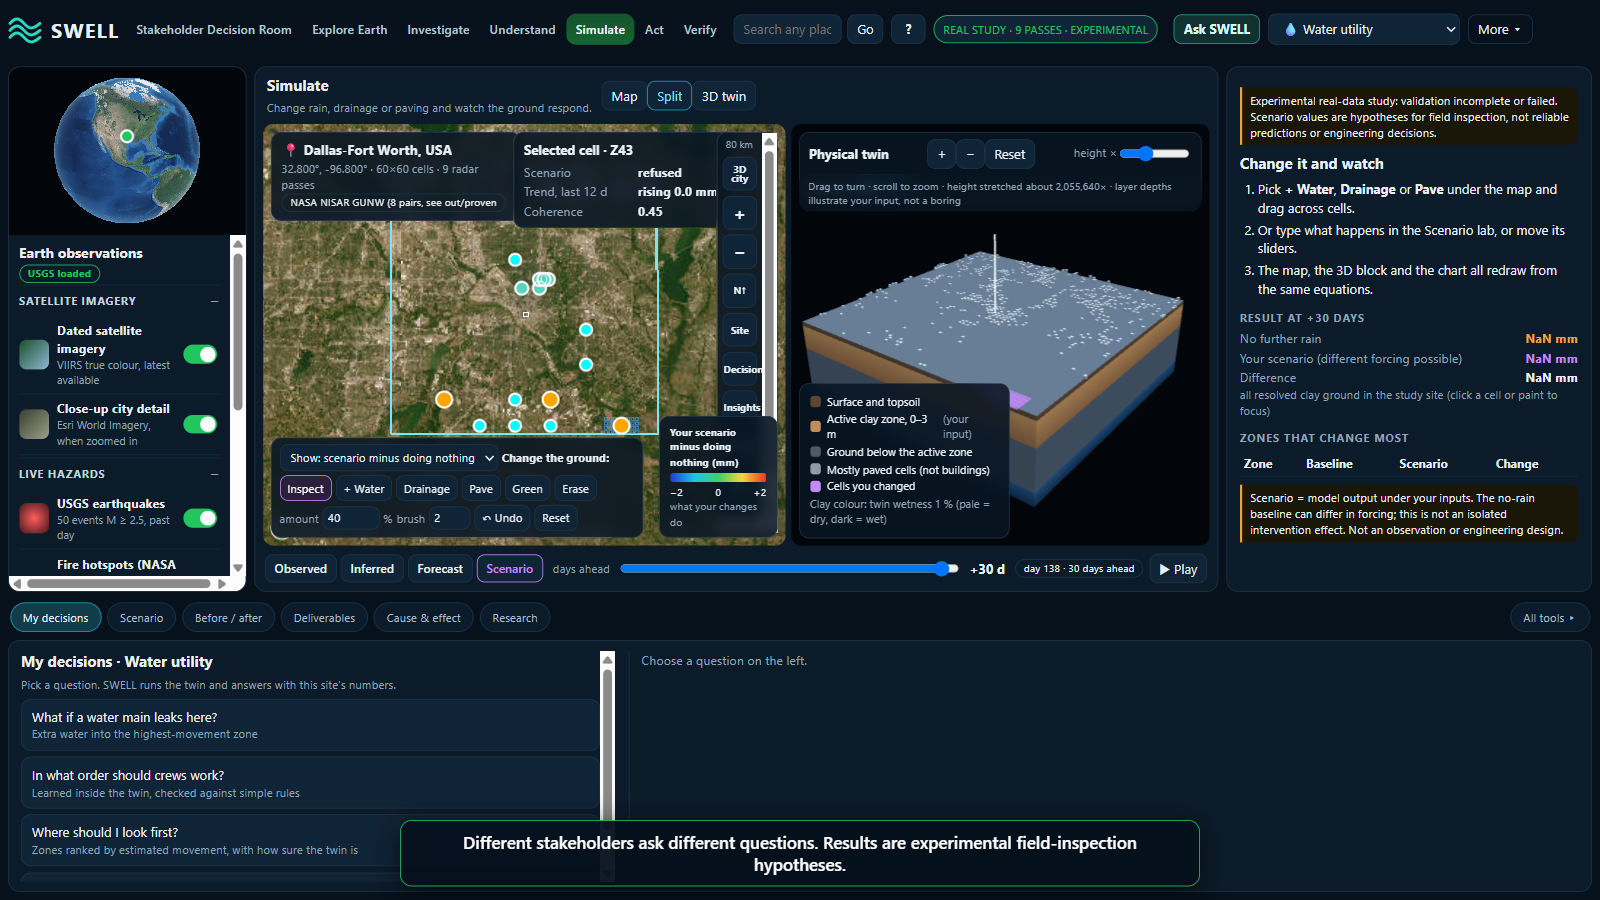 SWELL
Stakeholder Decision Room
Explore Earth
Investigate
Understand
Simulate
Act
Verify
Search any plac
Go
?
REAL STUDY · 9 PASSES · EXPERIMENTAL
Ask SWELL
Water utility
More
Earth observations
USGS loaded
SATELLITE IMAGERY
Dated satellite
imagery
VIIRS true colour, latest
available
Close-up city detail
Esri World Imagery,
when zoomed in
LIVE HAZARDS
USGS earthquakes
50 events M ≥ 2.5, past
day
Fire hotspots (NASA
Simulate
Change rain, drainage or paving and watch the ground respond.
Map
Split
3D twin
Dallas-Fort Worth, USA
32.800°, -96.800° · 60×60 cells · 9 radar
passes
NASA NISAR GUNW (8 pairs, see out/proven
Selected cell · Z43
Scenario refused
Trend, last 12 d rising 0.0 mm
Coherence 0.45
80 km
3D
city
+
−
N↑
Site
Decision
Insights
Show: scenario minus doing nothing
Change the ground:
Inspect
+ Water
Drainage
Pave
Green
Erase
amount 40 % brush 2
↶ Undo
Reset
Your scenario
minus doing
nothing (mm)
−2 0 +2
what your changes
do
Physical twin
+
−
Reset
height ×
Drag to turn · scroll to zoom · height stretched about 2,055,640× · layer depths
illustrate your input, not a boring
Surface and topsoil
Active clay zone, 0–3 m (your input)
Ground below the active zone
Mostly paved cells (not buildings)
Cells you changed
Clay colour: twin wetness 1 % (pale =
dry, dark = wet)
Observed
Inferred
Forecast
Scenario
days ahead
+30 d
day 138 · 30 days ahead
▶ Play
Experimental real-data study: validation incomplete or failed.
Scenario values are hypotheses for field inspection, not reliable
predictions or engineering decisions.
Change it and watch
1. Pick + Water, Drainage or Pave under the map and
drag across cells.
2. Or type what happens in the Scenario lab, or move its
sliders.
3. The map, the 3D block and the chart all redraw from
the same equations.
RESULT AT +30 DAYS
No further rain NaN mm
Your scenario (different forcing possible) NaN mm
Difference NaN mm
all resolved clay ground in the study site (click a cell or paint to
focus)
ZONES THAT CHANGE MOST
Zone Baseline Scenario Change
Scenario = model output under your inputs. The no-rain
baseline can differ in forcing; this is not an isolated
intervention effect. Not an observation or engineering design.
My decisions
Scenario
Before / after
Deliverables
Cause & effect
Research
All tools
My decisions · Water utility
Pick a question. SWELL runs the twin and answers with this site's numbers.
What if a water main leaks here?
Extra water into the highest-movement zone
In what order should crews work?
Learned inside the twin, checked against simple rules
Where should I look first?
Zones ranked by estimated movement, with how sure the twin is
Choose a question on the left.
Different stakeholders ask different questions. Results are experimental field-inspection
hypotheses.